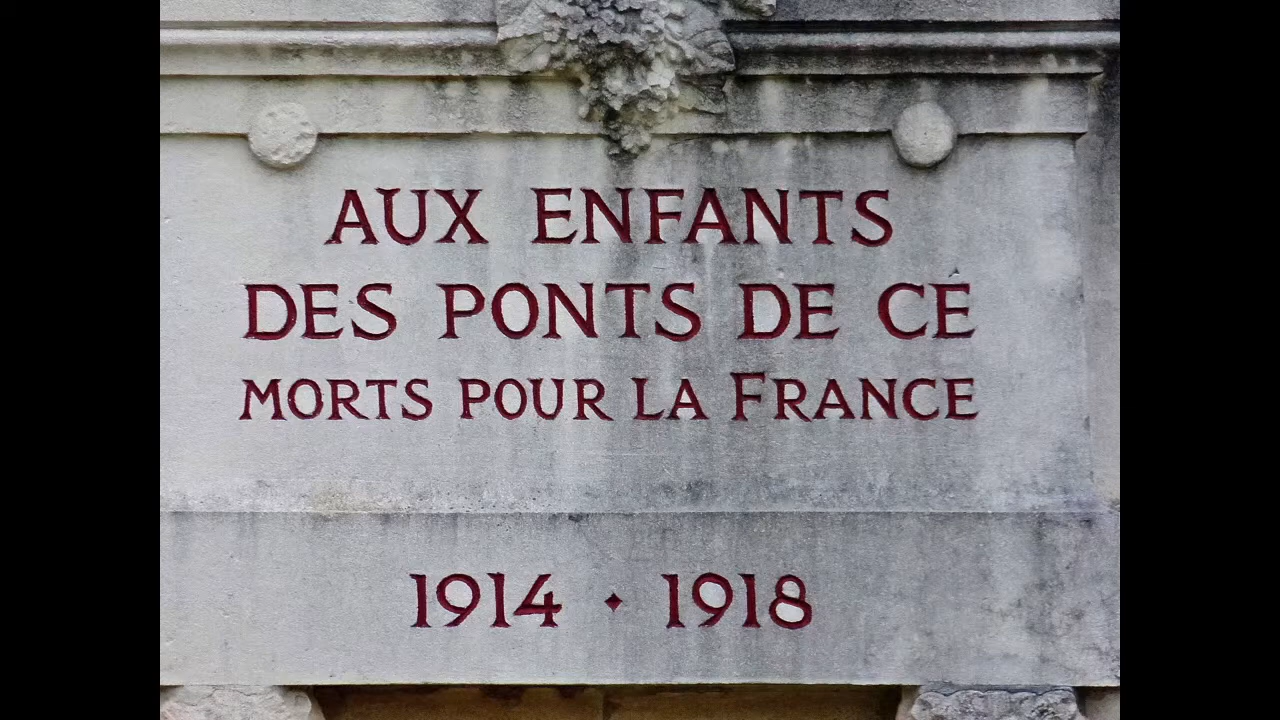 AUX ENFANTS
DES PONTS DE CÉ
MORTS POUR LA FRANCE
1914 · 1918